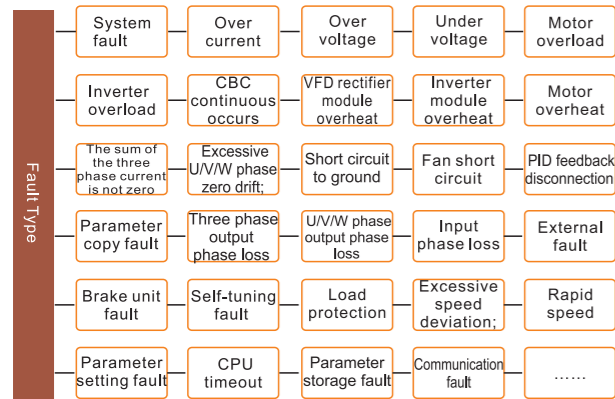 Fault Type
System
fault
Over
current
Over
voltage
Under
voltage
Motor
overload
Inverter
overload
CBC
continuous
occurs
VFD rectifier
module
overheat
Inverter
module
overheat
Motor
overheat
The sum of
the three
phase current
is not zero
Excessive
U/V/W phase
zero drift;
Short circuit
to ground
Fan short
circuit
PID feedback
disconnection
Parameter
copy fault
Three phase
output
phase loss
U/V/W phase
output phase
loss
Input
phase loss
External
fault
Brake unit
fault
Self-tuning
fault
Load
protection
Excessive
speed
deviation;
Rapid
speed
Parameter
setting fault
CPU
timeout
Parameter
storage fault
Communication
fault
……